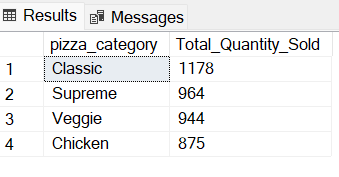 Results Messages
pizza_category Total_Quantity_Sold
1 Classic 1178
2 Supreme 964
3 Veggie 944
4 Chicken 875